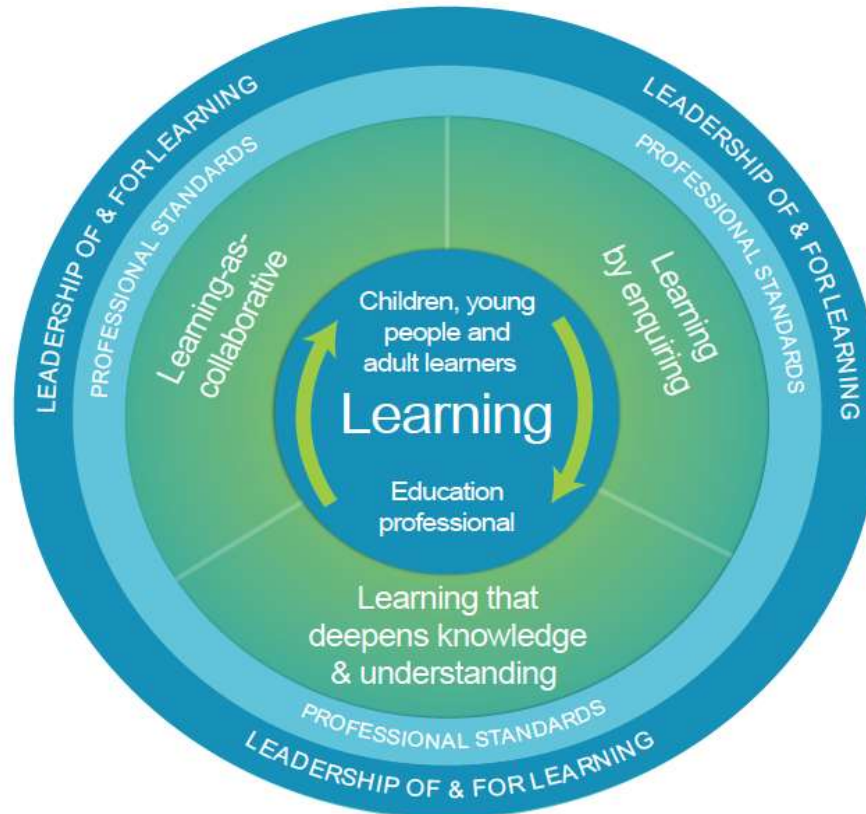 LEADERSHIP OF & FOR LEARNING
LEADERSHIP OF & FOR LEARNING
PROFESSIONAL STANDARDS
PROFESSIONAL STANDARDS
Learning-as-
collaborative
Learning
by enquiring
Children, young
people and
adult learners
Learning
Education
professional
Learning that
deepens knowledge
& understanding
PROFESSIONAL STANDARDS
LEADERSHIP OF & FOR LEARNING